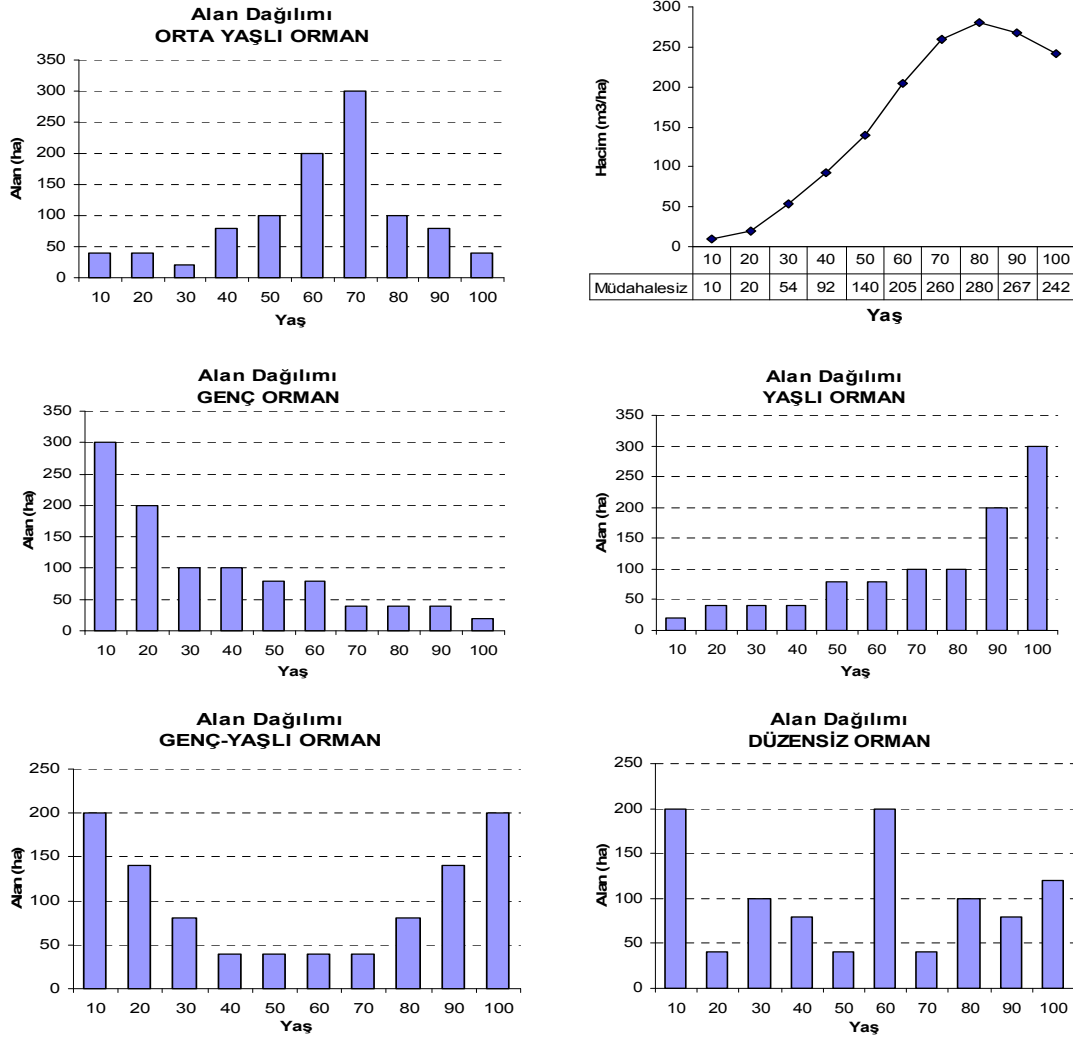 Alan Dağılımı
ORTA YAŞLI ORMAN
350
300
250
200
150
100
50
0
Alan (ha)
10 20 30 40 50 60 70 80 90 100
Yaş
300
250
200
150
100
50
0
Hacim (m3/ha)
10 20 30 40 50 60 70 80 90 100
Müdahalesiz 10 20 54 92 140 205 260 280 267 242
Yaş
Alan Dağılımı
GENÇ ORMAN
350
300
250
200
150
100
50
0
Alan (ha)
10 20 30 40 50 60 70 80 90 100
Yaş
Alan Dağılımı
YAŞLI ORMAN
350
300
250
200
150
100
50
0
Alan (ha)
10 20 30 40 50 60 70 80 90 100
Yaş
Alan Dağılımı
GENÇ-YAŞLI ORMAN
250
200
150
100
50
0
Alan (ha)
10 20 30 40 50 60 70 80 90 100
Yaş
Alan Dağılımı
DÜZENSİZ ORMAN
250
200
150
100
50
0
Alan (ha)
10 20 30 40 50 60 70 80 90 100
Yaş